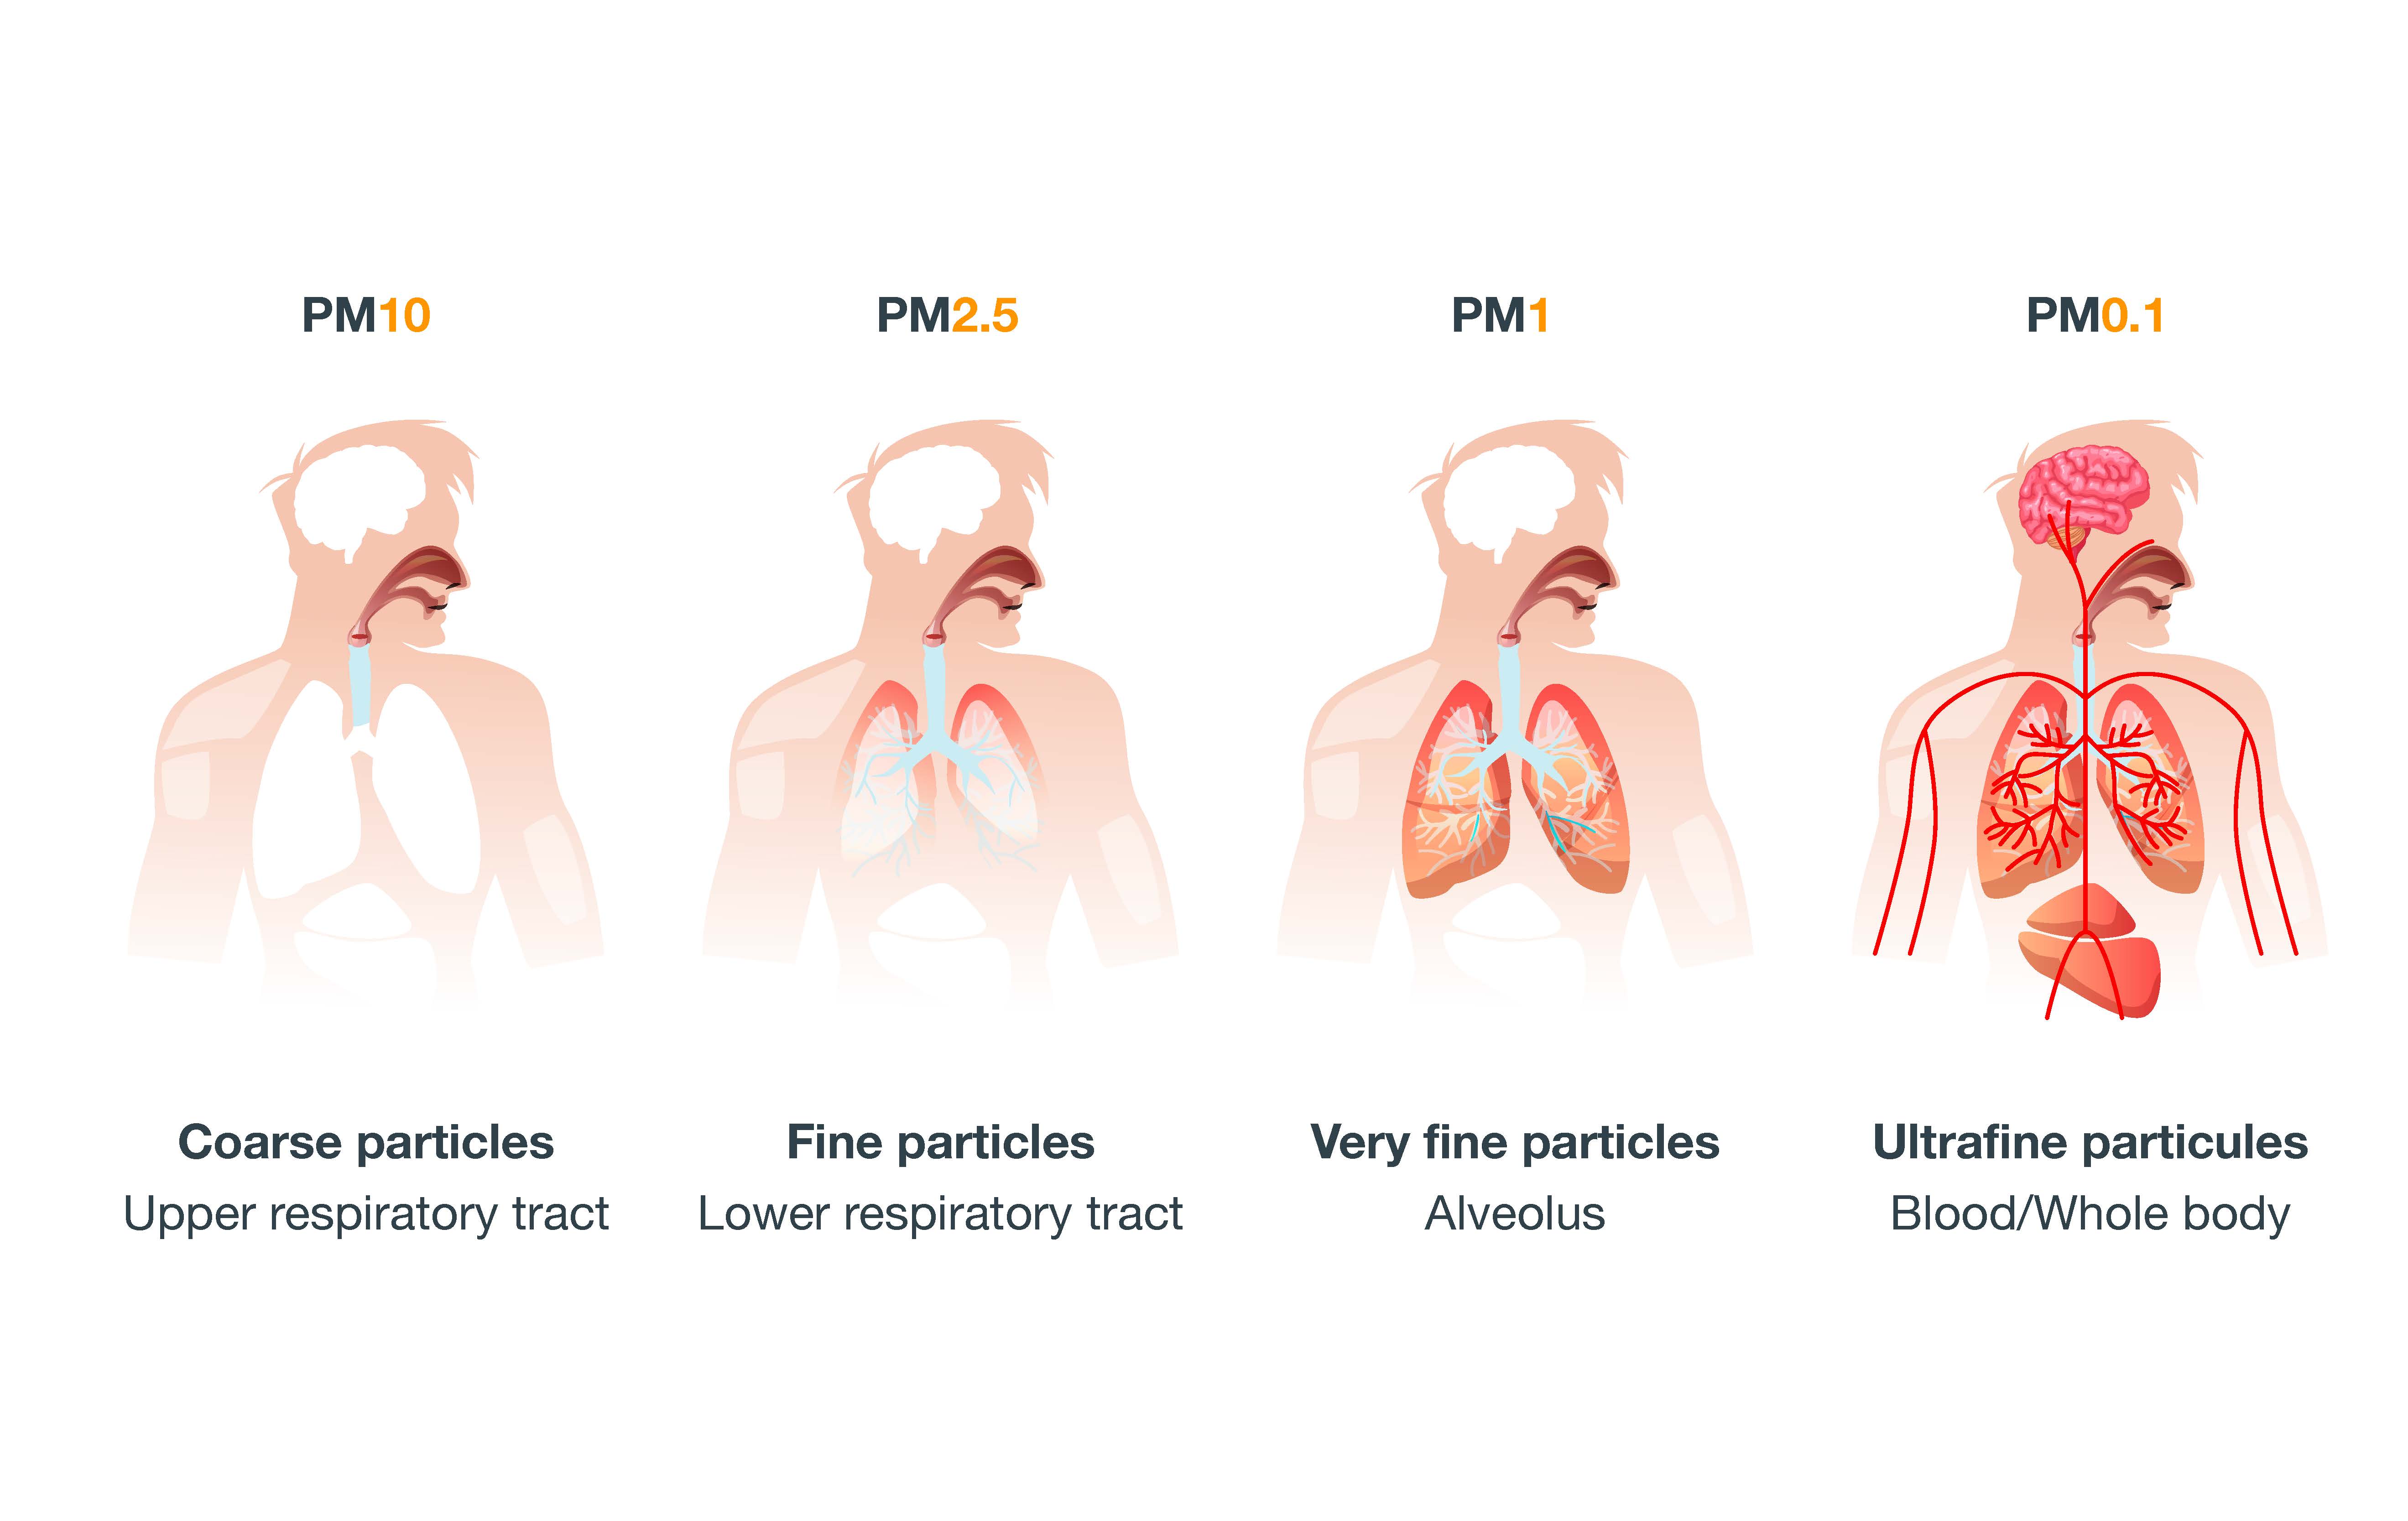 PM10
PM2.5
PM1
PM0.1
Coarse particles
Upper respiratory tract
Fine particles
Lower respiratory tract
Very fine particles
Alveolus
Ultrafine particules
Blood/Whole body